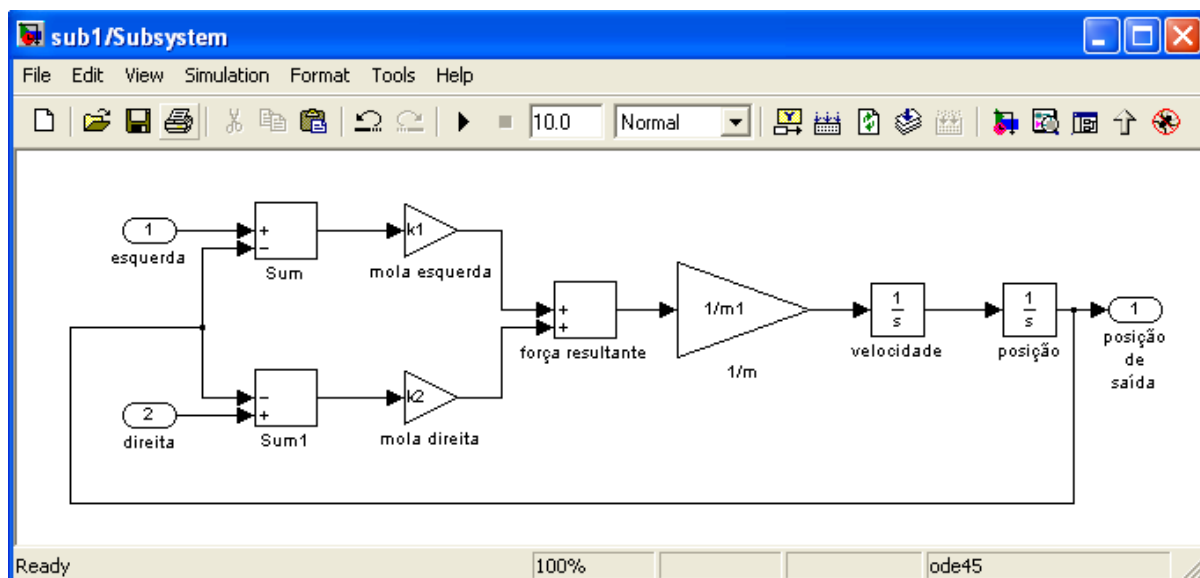 sub1/Subsystem
File Edit View Simulation Format Tools Help
10.0 Normal
1
esquerda
+
−
Sum
k1
mola esquerda
+
+
força resultante
1/m1
1/m
1
s
velocidade
1
s
posição
1
posição
de
saída
2
direita
−
+
Sum1
k2
mola direita
Ready 100% ode45